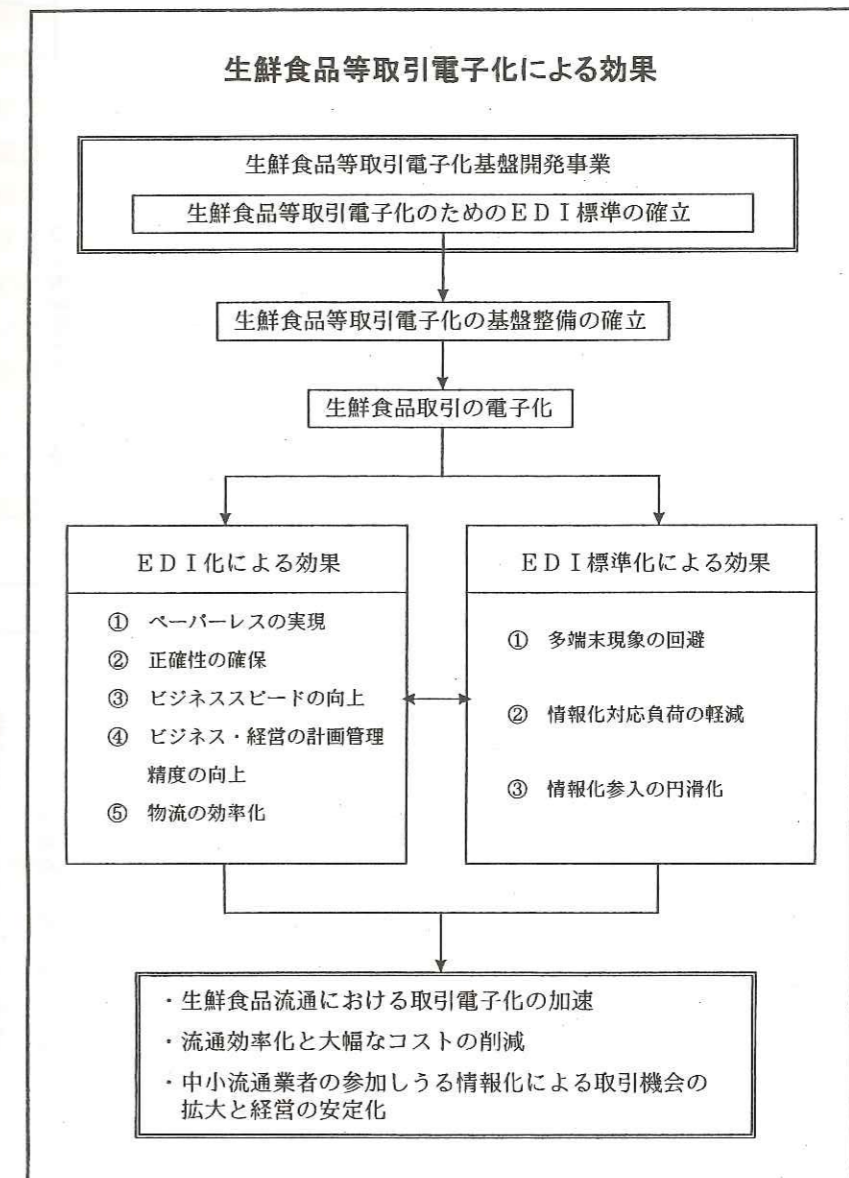 生鮮食品等取引電子化による効果
生鮮食品等取引電子化基盤開発事業
生鮮食品等取引電子化のためのＥＤＩ標準の確立
生鮮食品等取引電子化の基盤整備の確立
生鮮食品取引の電子化
ＥＤＩ化による効果
① ペーパーレスの実現
② 正確性の確保
③ ビジネススピードの向上
④ ビジネス・経営の計画管理
精度の向上
⑤ 物流の効率化
ＥＤＩ標準化による効果
① 多端末現象の回避
② 情報化対応負荷の軽減
③ 情報化参入の円滑化
・生鮮食品流通における取引電子化の加速
・流通効率化と大幅なコストの削減
・中小流通業者の参加しうる情報化による取引機会の
拡大と経営の安定化